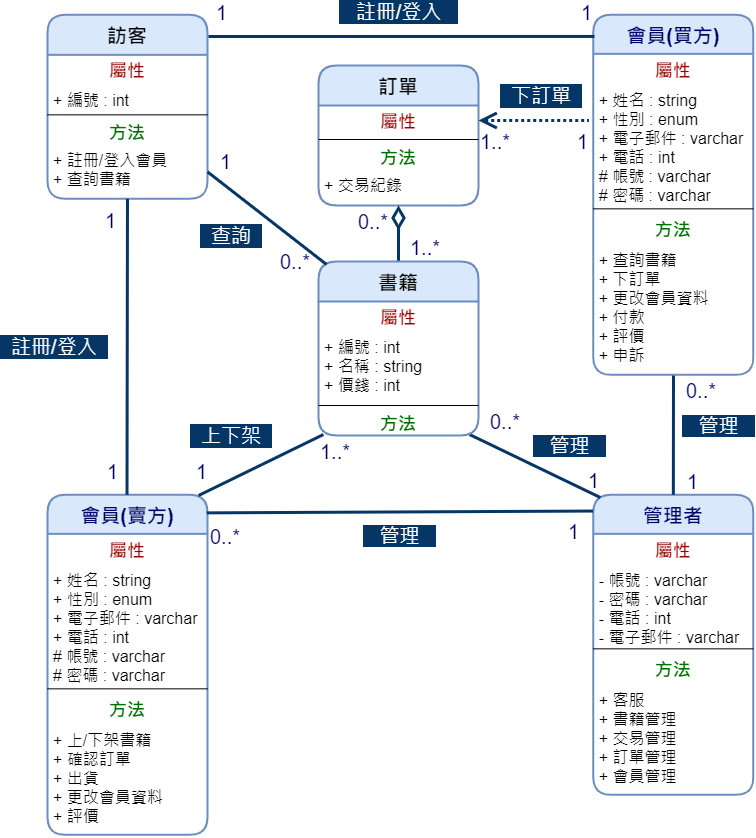 訪客
屬性
+ 編號 : int
方法
+ 註冊/登入會員
+ 查詢書籍
1
註冊/登入
1
會員(買方)
屬性
+ 姓名 : string
+ 性別 : enum
+ 電子郵件 : varchar
+ 電話 : int
# 帳號 : varchar
# 密碼 : varchar
方法
+ 查詢書籍
+ 下訂單
+ 更改會員資料
+ 付款
+ 評價
+ 申訴
訂單
屬性
方法
+ 交易紀錄
下訂單
1..*
1
1
查詢
0..*
0..*
1..*
書籍
屬性
+ 編號 : int
+ 名稱 : string
+ 價錢 : int
方法
1
註冊/登入
1
上下架
1..*
1
0..*
管理
1
0..*
管理
1
會員(賣方)
屬性
+ 姓名 : string
+ 性別 : enum
+ 電子郵件 : varchar
+ 電話 : int
# 帳號 : varchar
# 密碼 : varchar
方法
+ 上/下架書籍
+ 確認訂單
+ 出貨
+ 更改會員資料
+ 評價
0..*
管理
1
管理者
屬性
- 帳號 : varchar
- 密碼 : varchar
- 電話 : int
- 電子郵件 : varchar
方法
+ 客服
+ 書籍管理
+ 交易管理
+ 訂單管理
+ 會員管理